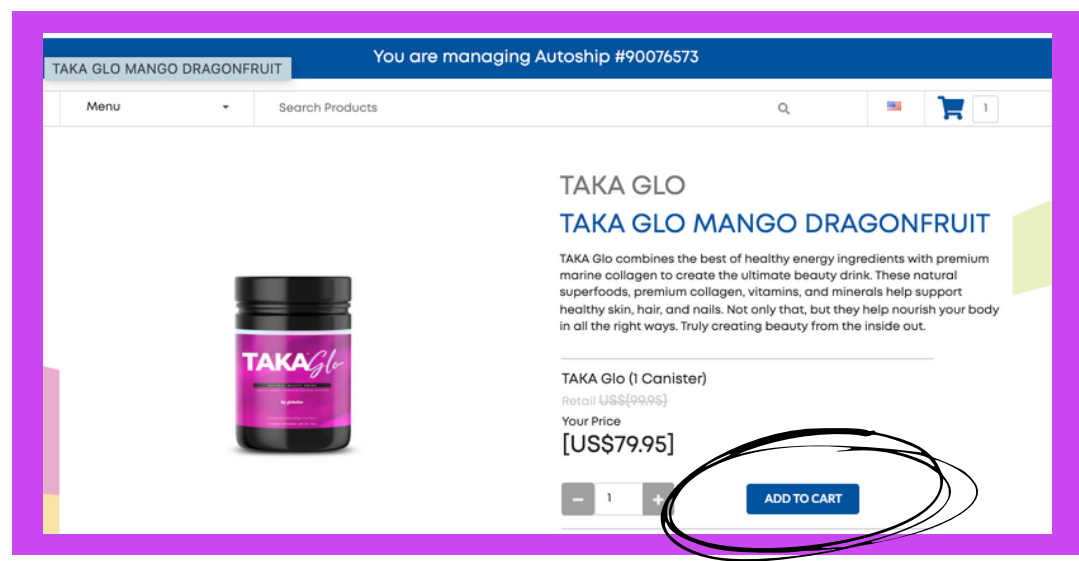 You are managing Autoship #90076573
TAKA GLO MANGO DRAGONFRUIT
Menu
Search Products
1
TAKA GLO
TAKA GLO MANGO DRAGONFRUIT
TAKA Glo combines the best of healthy energy ingredients with premium
marine collagen to create the ultimate beauty drink. These natural
superfoods, premium collagen, vitamins, and minerals help support
healthy skin, hair, and nails. Not only that, but they help nourish your body
in all the right ways. Truly creating beauty from the inside out.
TAKA Glo
TAKA Glo (1 Canister)
Retail US$[99.95]
Your Price
[US$79.95]
- 1 +
ADD TO CART